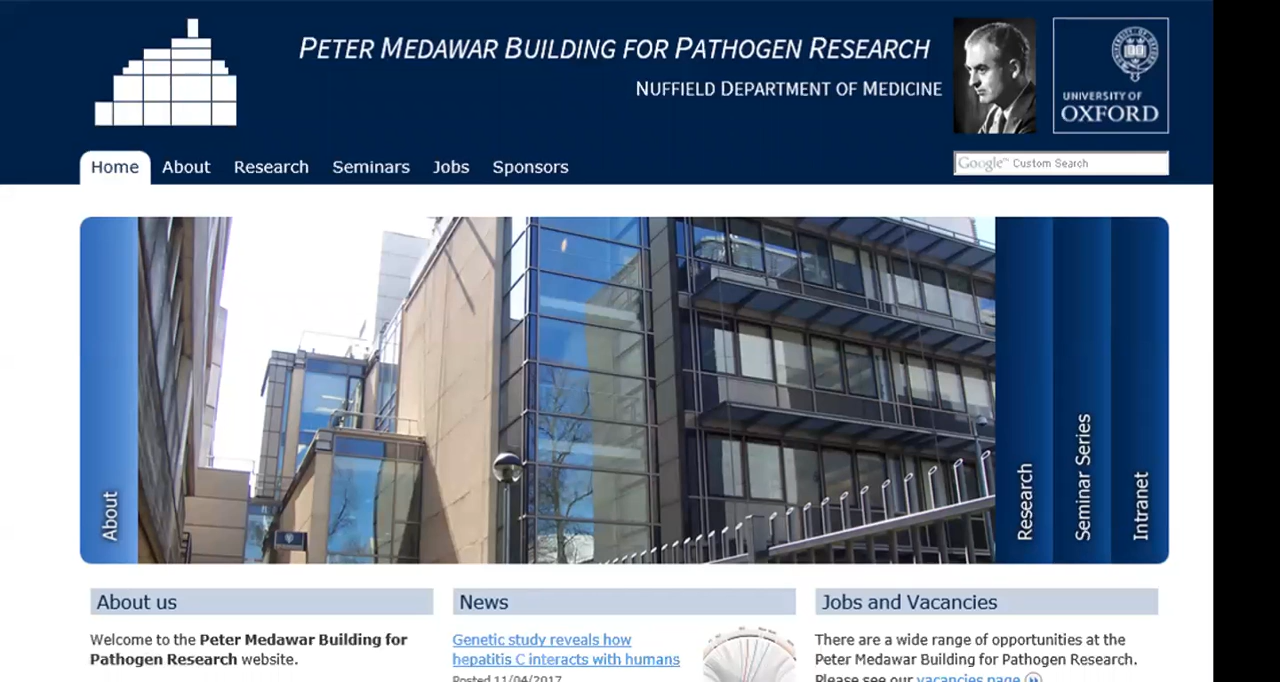 PETER MEDAWAR BUILDING FOR PATHOGEN RESEARCH
NUFFIELD DEPARTMENT OF MEDICINE
UNIVERSITY OF
OXFORD
Home About Research Seminars Jobs Sponsors
Google™ Custom Search
About
Research
Seminar Series
Intranet
About us
Welcome to the Peter Medawar Building for
Pathogen Research website.
News
Genetic study reveals how
hepatitis C interacts with humans
Posted 11/04/2017
Jobs and Vacancies
There are a wide range of opportunities at the
Peter Medawar Building for Pathogen Research.
Please see our vacancies page